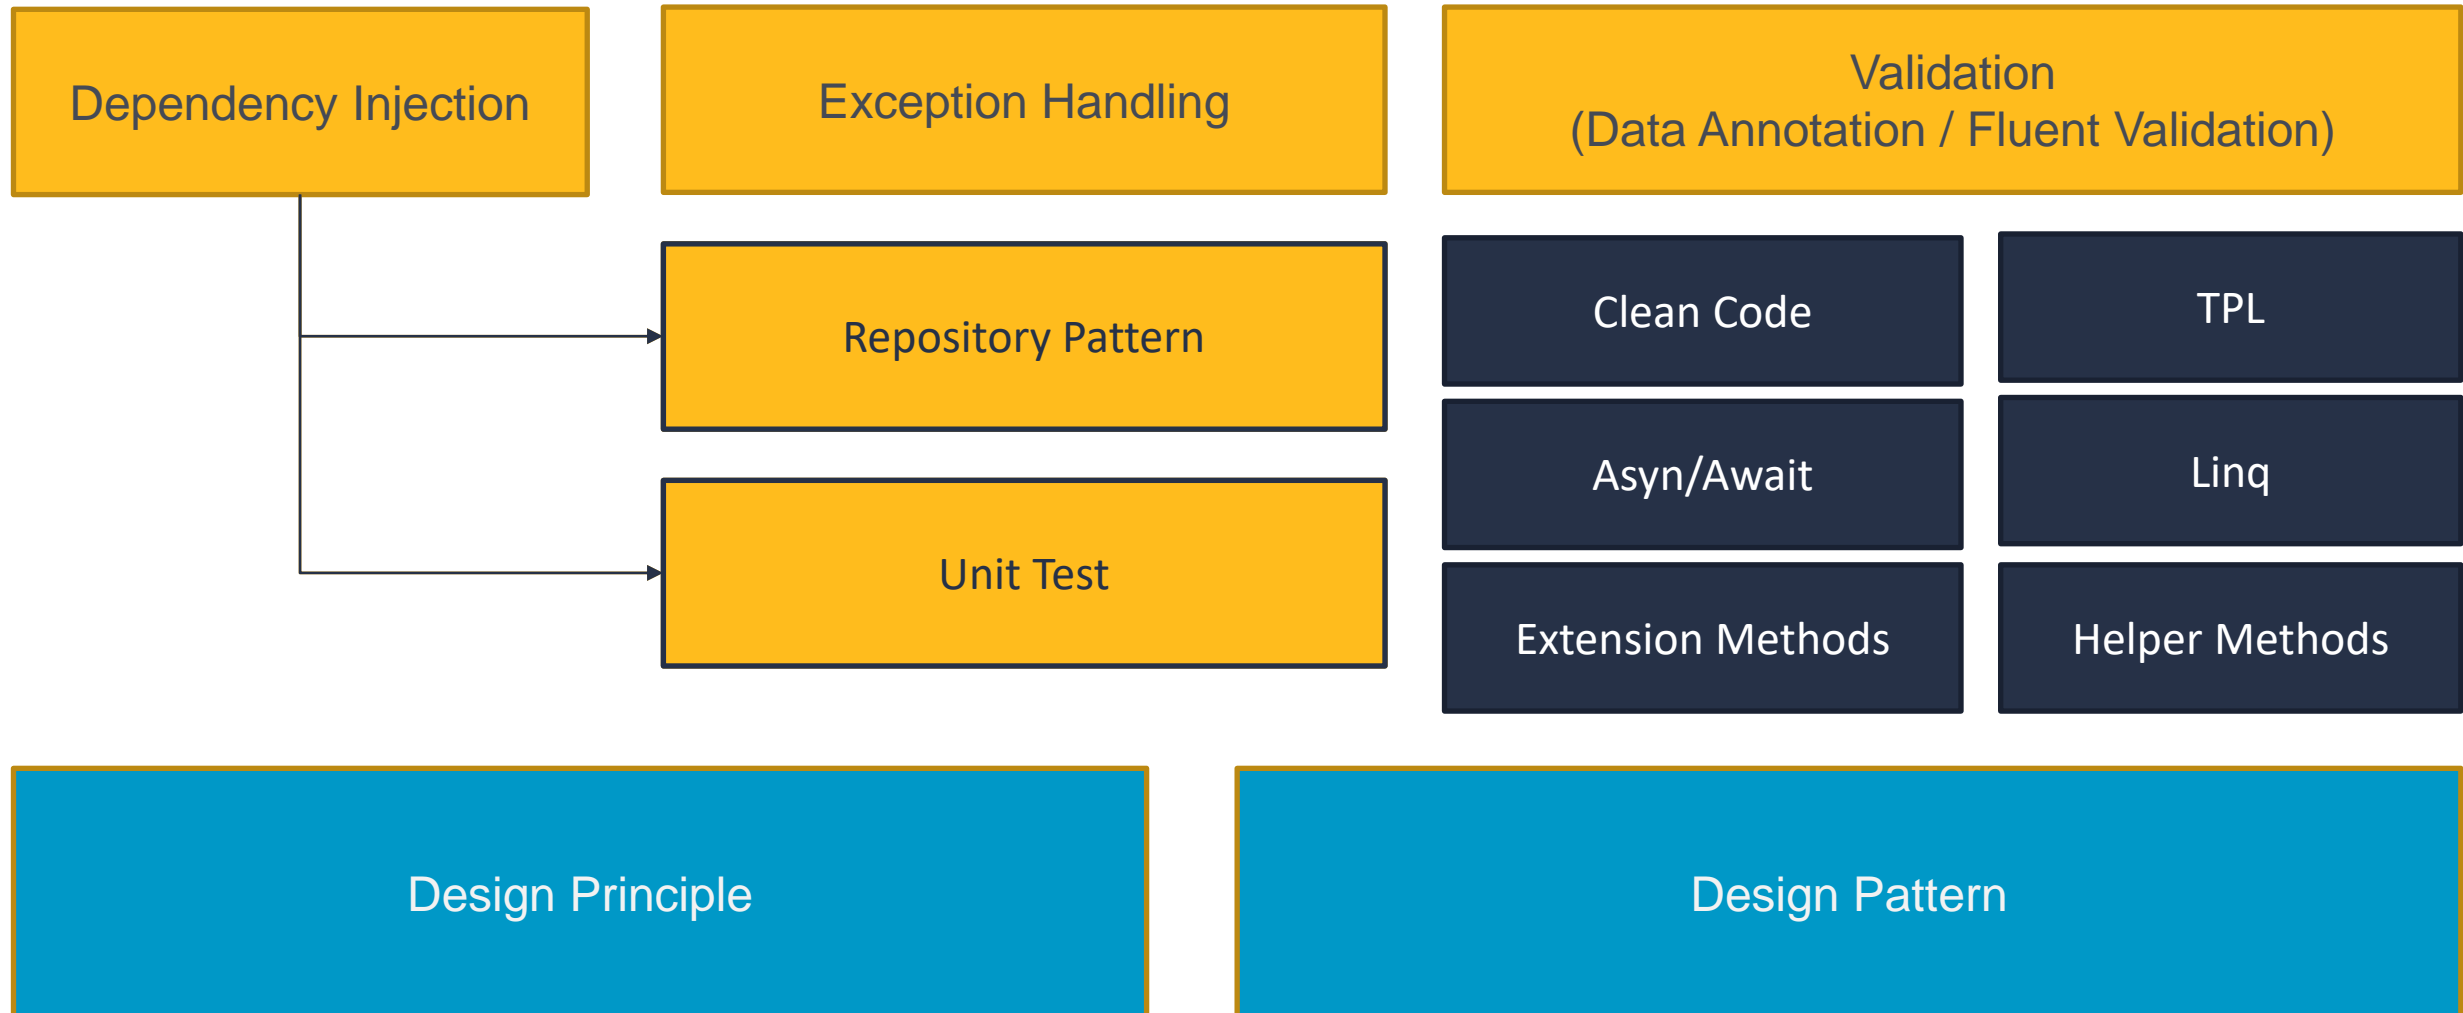 Dependency Injection
Exception Handling
Validation
(Data Annotation / Fluent Validation)
Repository Pattern
Unit Test
Clean Code
TPL
Asyn/Await
Linq
Extension Methods
Helper Methods
Design Principle
Design Pattern